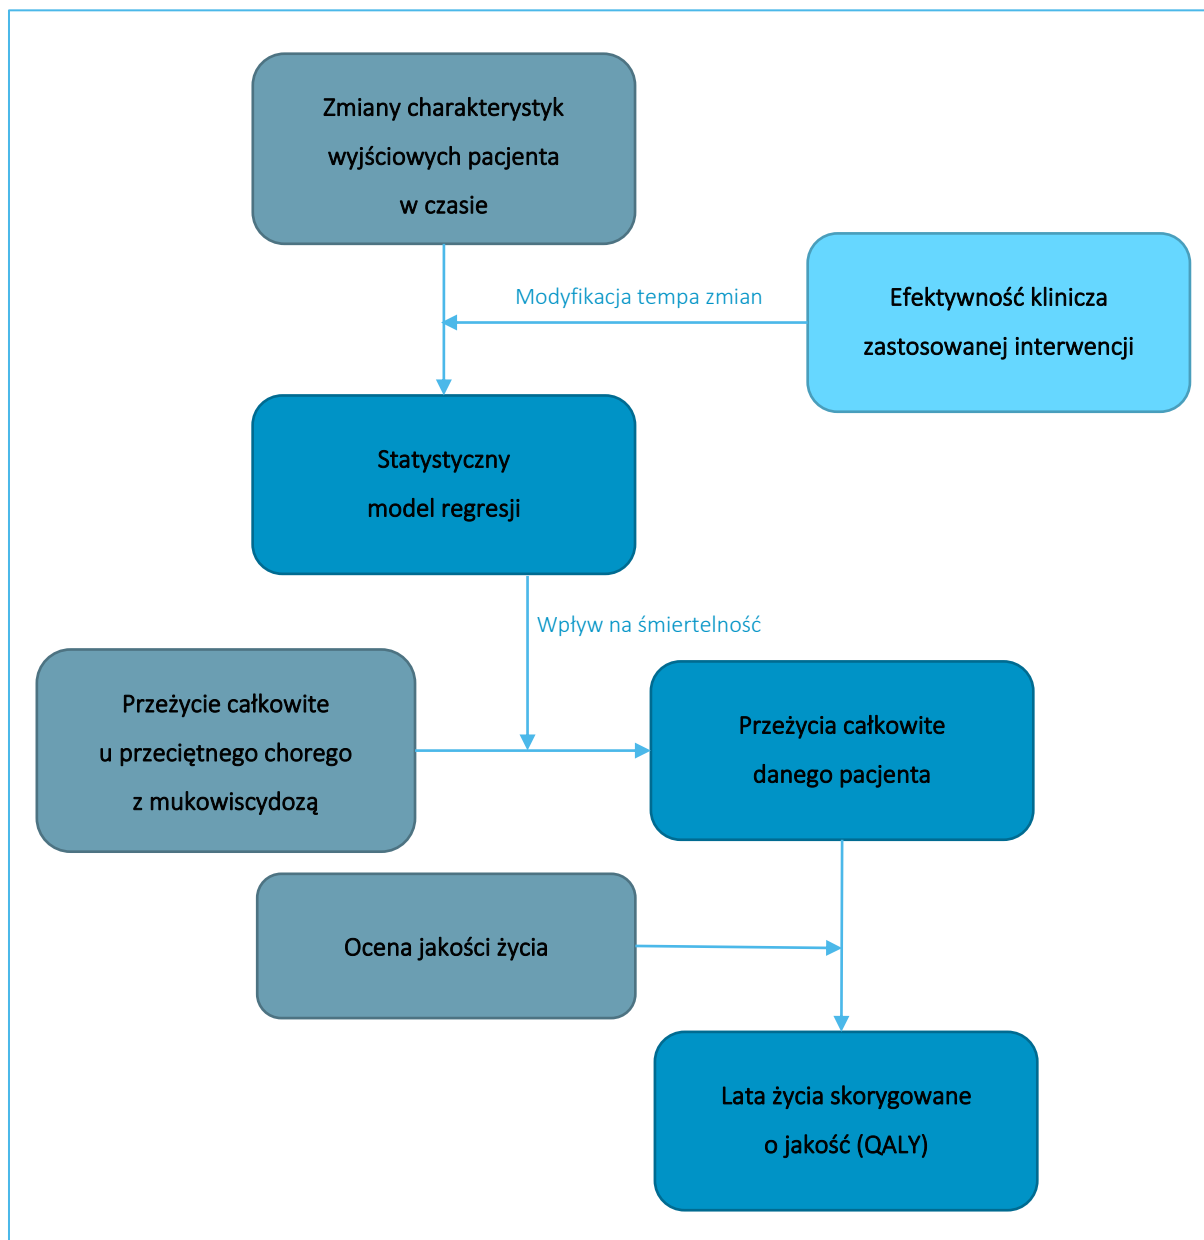 Zmiany charakterystyk
wyjściowych pacjenta
w czasie
Modyfikacja tempa zmian
Efektywność klinicza
zastosowanej interwencji
Statystyczny
model regresji
Wpływ na śmiertelność
Przeżycie całkowite
u przeciętnego chorego
z mukowiscydozą
Przeżycia całkowite
danego pacjenta
Ocena jakości życia
Lata życia skorygowane
o jakość (QALY)